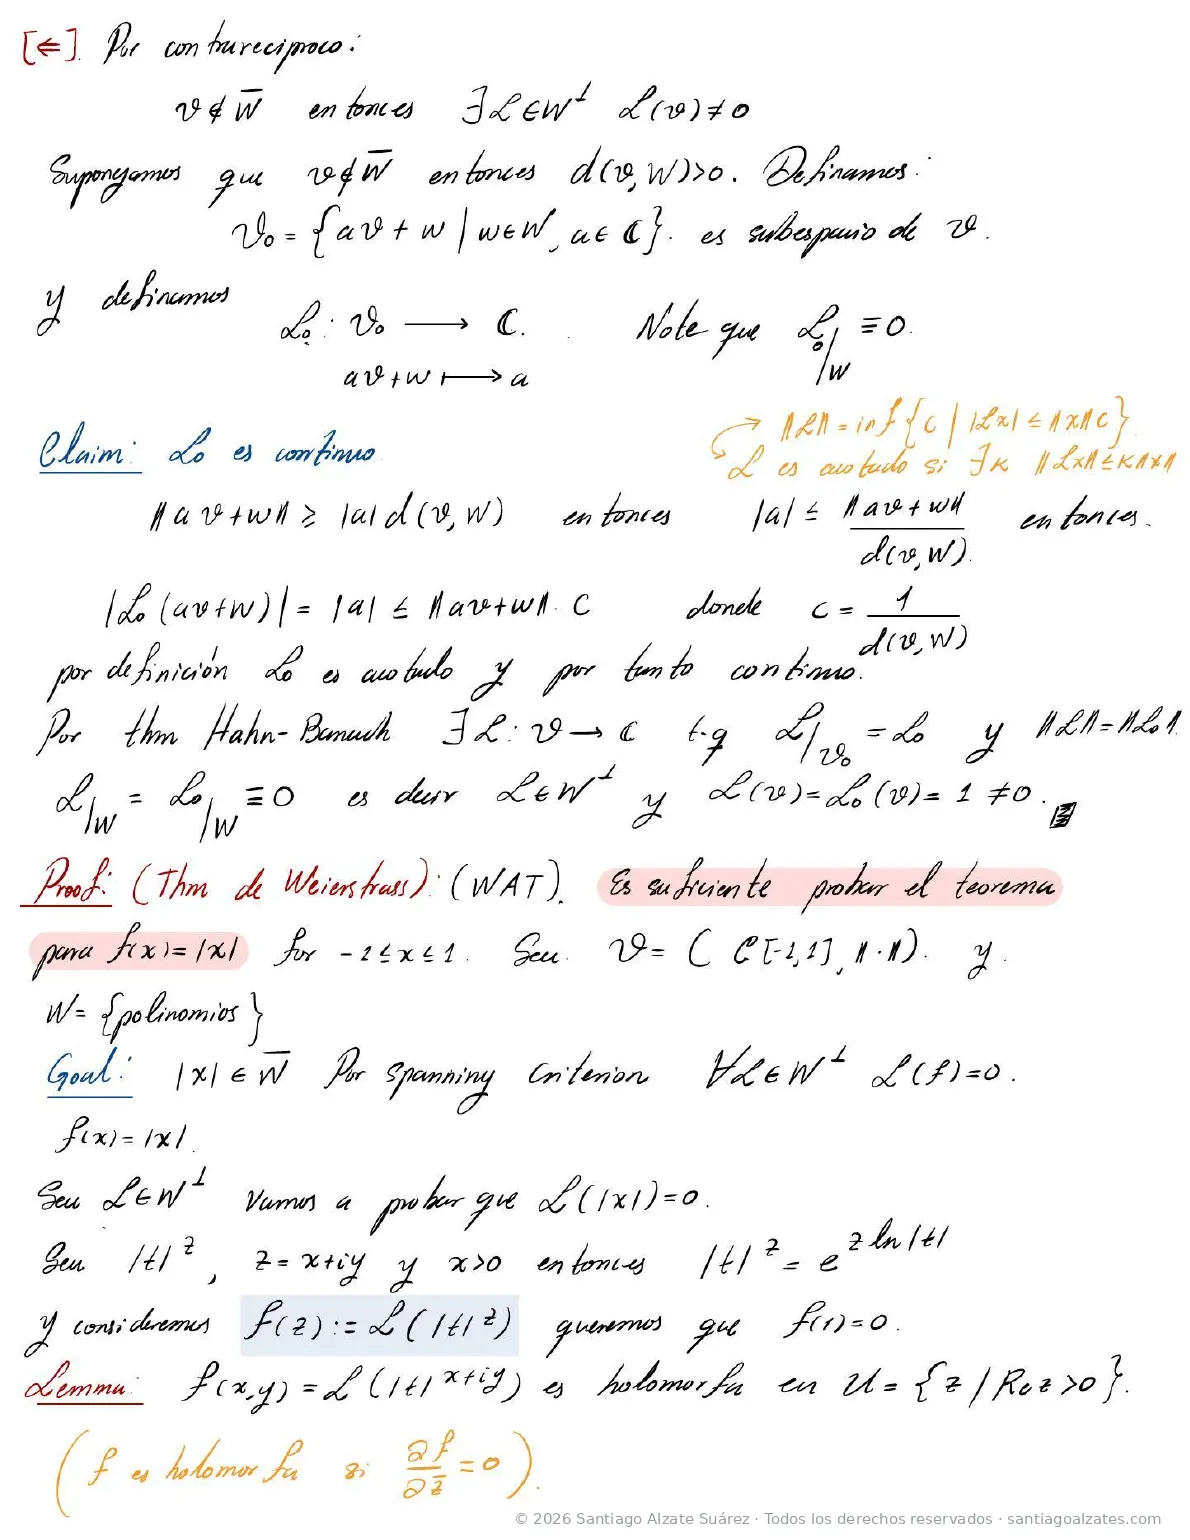 [⇐]. Por contrareciproco:
v ∉ W̄ entonces ∃ L ∈ W^⊥ L(v) ≠ 0
Supongamos que v ∉ W̄ entonces d(v,W)>0. Definamos:
V₀ = {av + w | w ∈ W, a ∈ ℂ}. es subespacio de V.
y definamos
L₀: V₀ ⟶ ℂ. Note que L₀|_W ≡ 0.
av+w ⟼ a
‖L‖ = inf {C | |Lx| ≤ ‖x‖C}
Claim: L₀ es continuo
L es acotado si ∃K ‖Lx‖ ≤ K‖x‖
‖av+w‖ ≥ |a| d(v,W) entonces |a| ≤ ‖av+w‖ / d(v,W). entonces.
|L₀(av+w)| = |a| ≤ ‖av+w‖. C donde C = 1 / d(v,W)
por definición L₀ es acotado y por tanto continuo.
Por thm Hahn-Banach ∃ L: V → ℂ t.q L|_{V₀} = L₀ y ‖L‖=‖L₀‖.
L|_W = L₀|_W ≡ 0 es decir L ∈ W^⊥ y L(v) = L₀(v) = 1 ≠ 0.
Proof: (Thm de Weierstrass): (WAT). Es suficiente probar el teorema
para f(x)=|x| for -1≤x≤1. Sea V = (C[-1,1], ‖·‖). y
W = {polinomios}
Goal: |x| ∈ W̄ Por spanning criterion ∀L ∈ W^⊥ L(f)=0.
f(x) = |x|.
Sea L ∈ W^⊥ Vamos a probar que L(|x|)=0.
Sea |t|^z, z = x+iy y x>0 entonces |t|^z = e^{z ln|t|}
y consideremos f(z) := L(|t|^z) queremos que f(1)=0.
Lemma: f(x,y) = L(|t|^{x+iy}) es holomorfa en U = {z | Re z >0}.
(f es holomorfa si ∂f/∂z̄ = 0).
© 2026 Santiago Alzate Suárez · Todos los derechos reservados · santiagoalzates.com